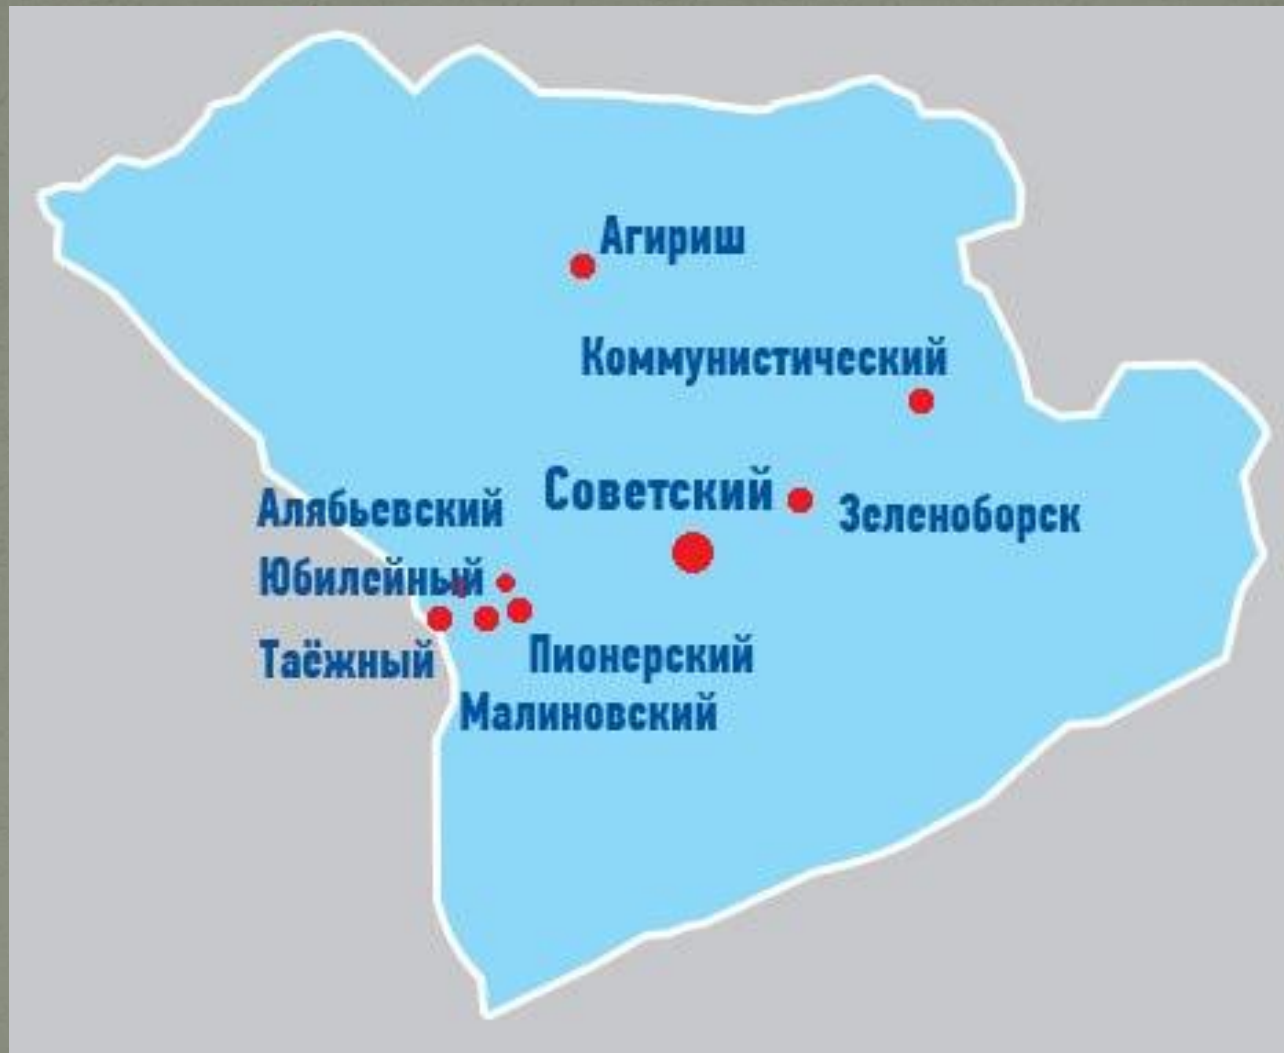 Агириш
Коммунистический
Советский
Зеленоборск
Алябьевский
Юбилейный
Таёжный
Пионерский
Малиновский